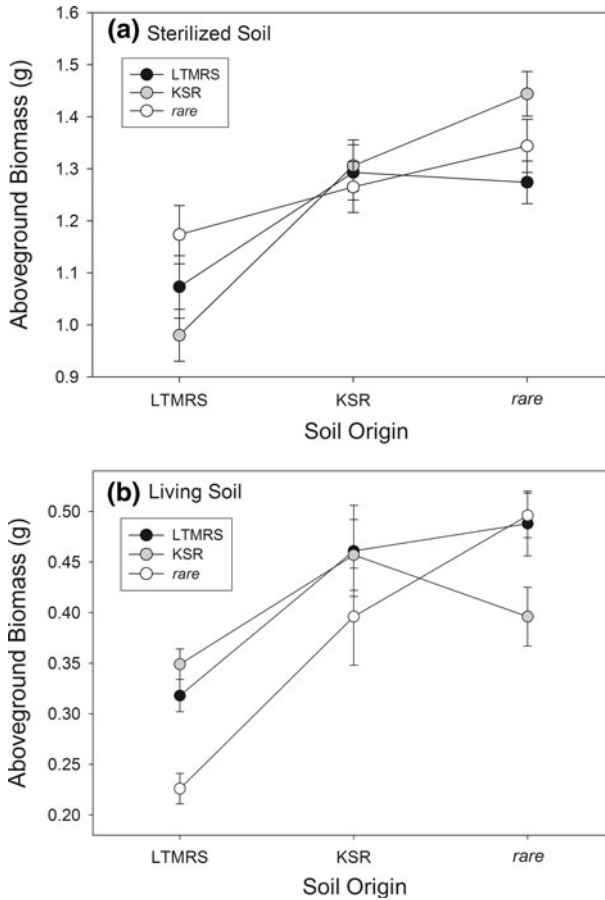 (a) Sterilized Soil
LTMRS
KSR
rare
Aboveground Biomass (g)
1.6
1.5
1.4
1.3
1.2
1.1
1.0
0.9
LTMRS KSR rare
Soil Origin
(b) Living Soil
LTMRS
KSR
rare
Aboveground Biomass (g)
0.50
0.45
0.40
0.35
0.30
0.25
0.20
LTMRS KSR rare
Soil Origin